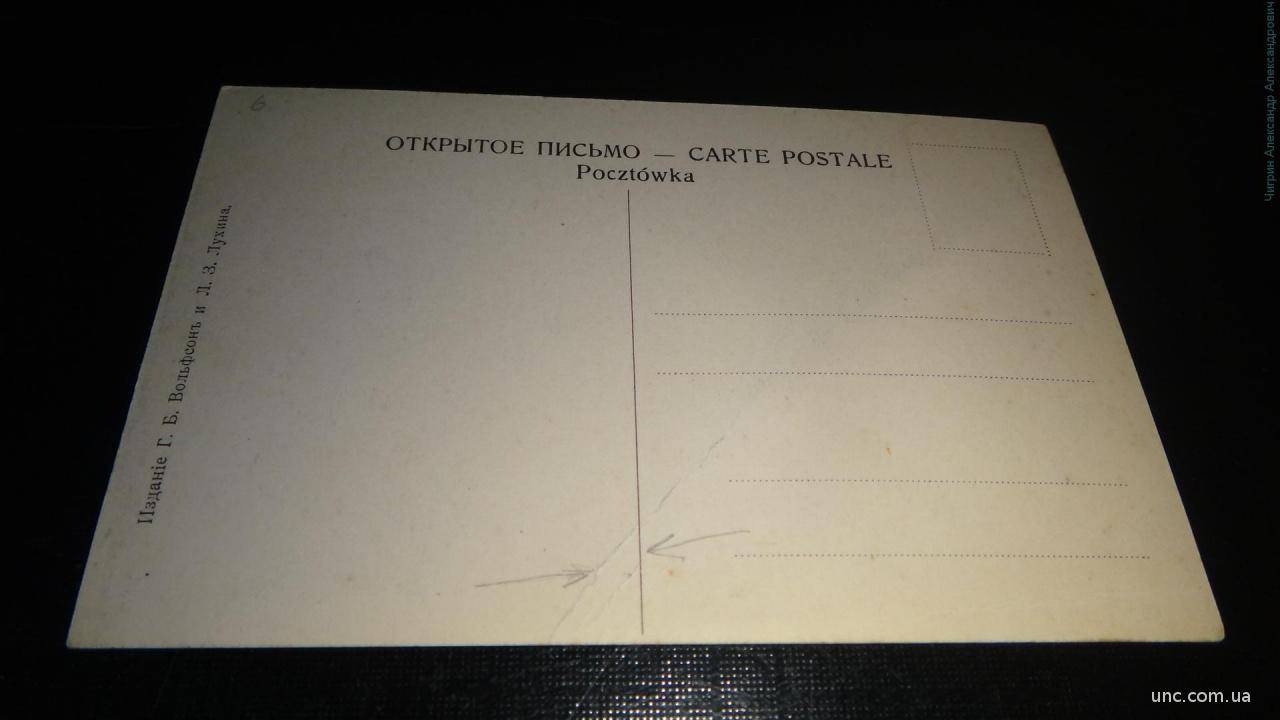 6
ОТКРЫТОЕ ПИСЬМО — CARTE POSTALE
Pocztówka
Изданіе Г. Б. Вольфсонъ и Л. З. Лухина.
Чигрин Александр Александрович
unc.com.ua